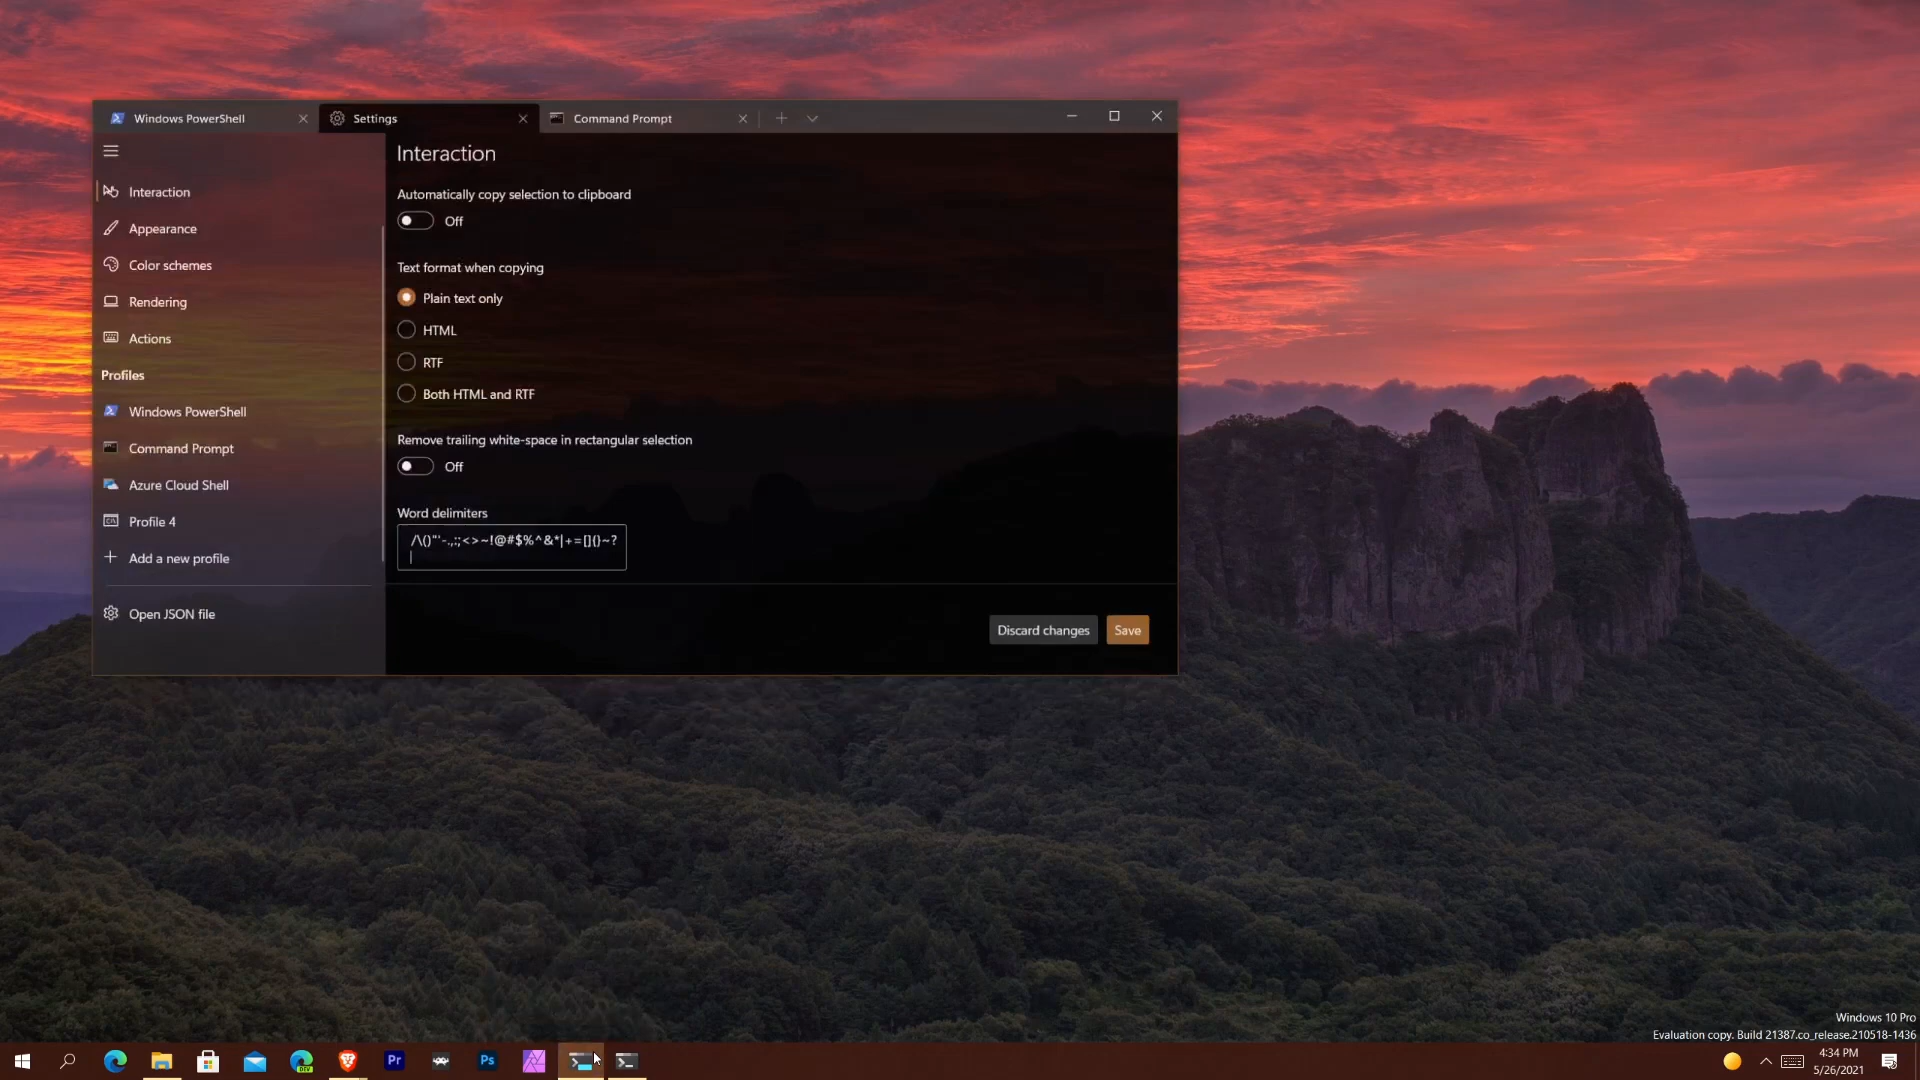 Windows PowerShell
Settings
Command Prompt
Interaction
Appearance
Color schemes
Rendering
Actions
Profiles
Windows PowerShell
Command Prompt
Azure Cloud Shell
Profile 4
Add a new profile
Open JSON file
Interaction
Automatically copy selection to clipboard
Off
Text format when copying
Plain text only
HTML
RTF
Both HTML and RTF
Remove trailing white-space in rectangular selection
Off
Word delimiters
/\()"'-.,:;<>~!@#$%^&*|+=[]{}~?
Discard changes
Save
Windows 10 Pro
Evaluation copy. Build 21387.co_release.210518-1436
DEV
Pr
Ps
4:34 PM
5/26/2021